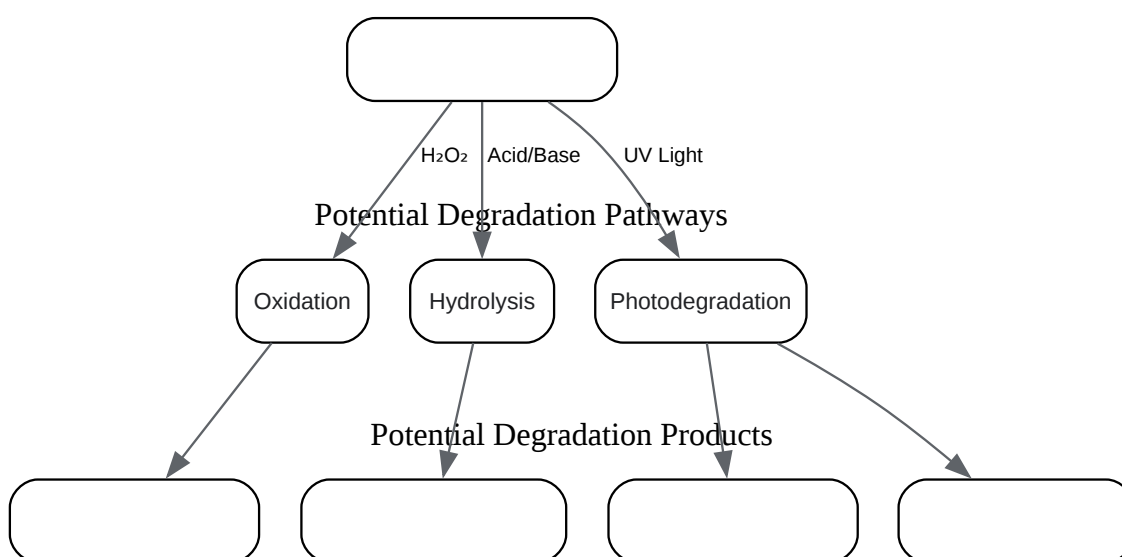 H₂O₂
Acid/Base
UV Light
Potential Degradation Pathways
Oxidation
Hydrolysis
Photodegradation
Potential Degradation Products